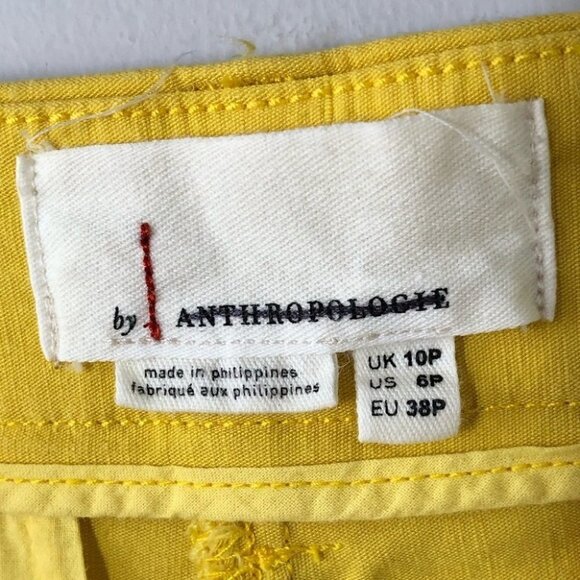 by ANTHROPOLOGIE
made in philippines
fabriqué aux philippines
UK 10P
US 6P
EU 38P